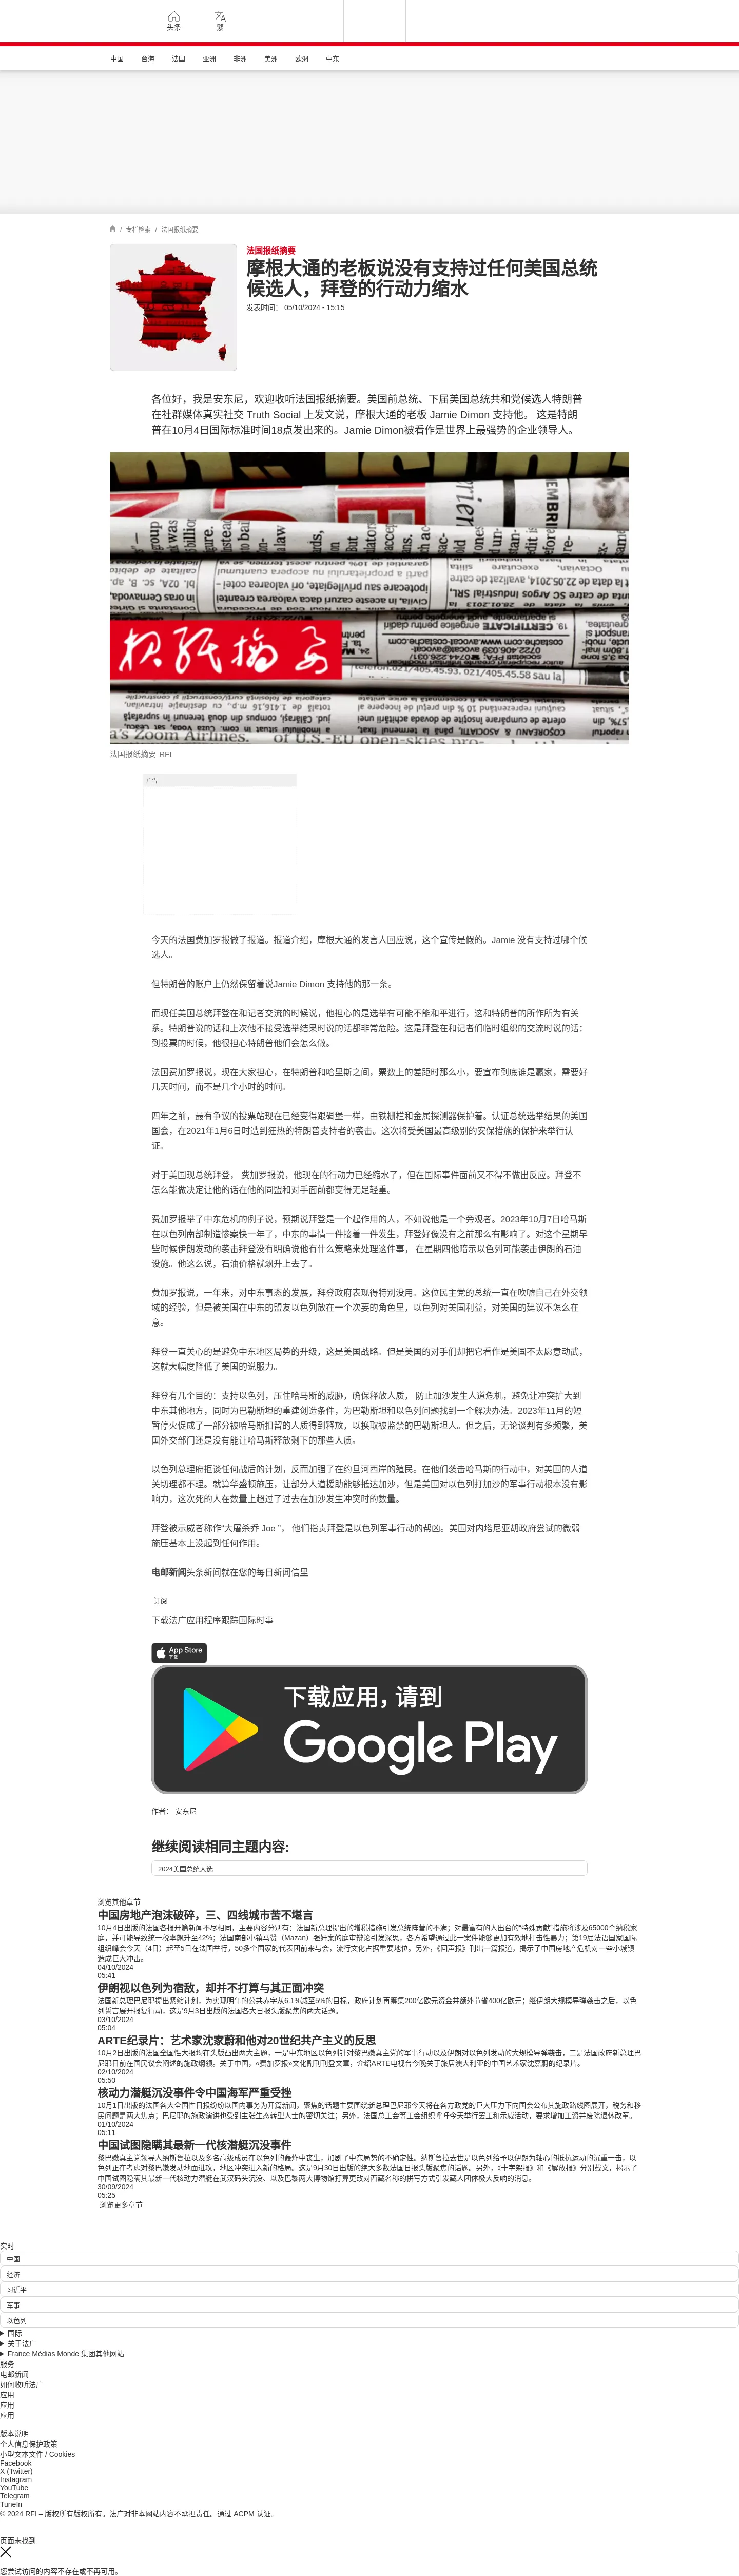 头条
繁
中国 台海 法国 亚洲 非洲 美洲 欧洲 中东
/ 专栏检索 / 法国报纸摘要
法国报纸摘要
摩根大通的老板说没有支持过任何美国总统
候选人，拜登的行动力缩水
发表时间： 05/10/2024 - 15:15
各位好，我是安东尼，欢迎收听法国报纸摘要。美国前总统、下届美国总统共和党候选人特朗普
在社群媒体真实社交 Truth Social 上发文说，摩根大通的老板 Jamie Dimon 支持他。 这是特朗
普在10月4日国际标准时间18点发出来的。Jamie Dimon被看作是世界上最强势的企业领导人。
法国报纸摘要 RFI
广告
今天的法国费加罗报做了报道。报道介绍，摩根大通的发言人回应说，这个宣传是假的。Jamie 没有支持过哪个候
选人。
但特朗普的账户上仍然保留着说Jamie Dimon 支持他的那一条。
而现任美国总统拜登在和记者交流的时候说，他担心的是选举有可能不能和平进行，这和特朗普的所作所为有关
系。特朗普说的话和上次他不接受选举结果时说的话都非常危险。这是拜登在和记者们临时组织的交流时说的话：
到投票的时候，他很担心特朗普他们会怎么做。
法国费加罗报说，现在大家担心，在特朗普和哈里斯之间，票数上的差距时那么小，要宣布到底谁是赢家，需要好
几天时间，而不是几个小时的时间。
四年之前，最有争议的投票站现在已经变得跟碉堡一样，由铁栅栏和金属探测器保护着。认证总统选举结果的美国
国会，在2021年1月6日时遭到狂热的特朗普支持者的袭击。这次将受美国最高级别的安保措施的保护来举行认
证。
对于美国现总统拜登， 费加罗报说，他现在的行动力已经缩水了，但在国际事件面前又不得不做出反应。拜登不
怎么能做决定让他的话在他的同盟和对手面前都变得无足轻重。
费加罗报举了中东危机的例子说，预期说拜登是一个起作用的人，不如说他是一个旁观者。2023年10月7日哈马斯
在以色列南部制造惨案快一年了，中东的事情一件接着一件发生，拜登好像没有之前那么有影响了。对这个星期早
些时候伊朗发动的袭击拜登没有明确说他有什么策略来处理这件事， 在星期四他暗示以色列可能袭击伊朗的石油
设施。他这么说，石油价格就飙升上去了。
费加罗报说，一年来，对中东事态的发展，拜登政府表现得特别没用。这位民主党的总统一直在吹嘘自己在外交领
域的经验，但是被美国在中东的盟友以色列放在一个次要的角色里，以色列对美国利益，对美国的建议不怎么在
意。
拜登一直关心的是避免中东地区局势的升级，这是美国战略。但是美国的对手们却把它看作是美国不太愿意动武，
这就大幅度降低了美国的说服力。
拜登有几个目的：支持以色列，压住哈马斯的威胁，确保释放人质， 防止加沙发生人道危机，避免让冲突扩大到
中东其他地方，同时为巴勒斯坦的重建创造条件，为巴勒斯坦和以色列问题找到一个解决办法。2023年11月的短
暂停火促成了一部分被哈马斯扣留的人质得到释放，以换取被监禁的巴勒斯坦人。但之后，无论谈判有多频繁，美
国外交部门还是没有能让哈马斯释放剩下的那些人质。
以色列总理府拒谈任何战后的计划，反而加强了在约旦河西岸的殖民。在他们袭击哈马斯的行动中，对美国的人道
关切理都不理。就算华盛顿施压，让部分人道援助能够抵达加沙，但是美国对以色列打加沙的军事行动根本没有影
响力，这次死的人在数量上超过了过去在加沙发生冲突时的数量。
拜登被示威者称作“大屠杀乔 Joe ”， 他们指责拜登是以色列军事行动的帮凶。美国对内塔尼亚胡政府尝试的微弱
施压基本上没起到任何作用。
电邮新闻头条新闻就在您的每日新闻信里
订阅
下载法广应用程序跟踪国际时事
App Store
下载
下载应用，请到
Google Play
作者： 安东尼
继续阅读相同主题内容:
2024美国总统大选
浏览其他章节
中国房地产泡沫破碎，三、四线城市苦不堪言
10月4日出版的法国各报开篇新闻不尽相同，主要内容分别有：法国新总理提出的增税措施引发总统阵营的不满；对最富有的人出台的“特殊贡献”措施将涉及65000个纳税家
庭，并可能导致统一税率飙升至42%；法国南部小镇马赞（Mazan）强奸案的庭审辩论引发深思，各方希望通过此一案件能够更加有效地打击性暴力；第19届法语国家国际
组织峰会今天（4日）起至5日在法国举行，50多个国家的代表团前来与会，流行文化占据重要地位。另外，《回声报》刊出一篇报道，揭示了中国房地产危机对一些小城镇
造成巨大冲击。
04/10/2024
05:41
伊朗视以色列为宿敌，却并不打算与其正面冲突
法国新总理巴尼耶提出紧缩计划，为实现明年的公共赤字从6.1%减至5%的目标，政府计划再筹集200亿欧元资金并额外节省400亿欧元；继伊朗大规模导弹袭击之后，以色
列誓言展开报复行动，这是9月3日出版的法国各大日报头版聚焦的两大话题。
03/10/2024
05:04
ARTE纪录片：艺术家沈家蔚和他对20世纪共产主义的反思
10月2日出版的法国全国性大报均在头版凸出两大主题，一是中东地区以色列针对黎巴嫩真主党的军事行动以及伊朗对以色列发动的大规模导弹袭击，二是法国政府新总理巴
尼耶日前在国民议会阐述的施政纲领。关于中国，«费加罗报»文化副刊刊登文章，介绍ARTE电视台今晚关于旅居澳大利亚的中国艺术家沈嘉蔚的纪录片。
02/10/2024
05:50
核动力潜艇沉没事件令中国海军严重受挫
10月1日出版的法国各大全国性日报纷纷以国内事务为开篇新闻，聚焦的话题主要围绕新总理巴尼耶今天将在各方政党的巨大压力下向国会公布其施政路线图展开，税务和移
民问题是两大焦点；巴尼耶的施政演讲也受到主张生态转型人士的密切关注；另外，法国总工会等工会组织呼吁今天举行罢工和示威活动，要求增加工资并废除退休改革。
01/10/2024
05:11
中国试图隐瞒其最新一代核潜艇沉没事件
黎巴嫩真主党领导人纳斯鲁拉以及多名高级成员在以色列的轰炸中丧生，加剧了中东局势的不确定性。纳斯鲁拉去世是以色列给予以伊朗为轴心的抵抗运动的沉重一击，以
色列正在考虑对黎巴嫩发动地面进攻，地区冲突进入新的格局。这是9月30日出版的绝大多数法国日报头版聚焦的话题。另外，《十字架报》和《解放报》分别载文，揭示了
中国试图隐瞒其最新一代核动力潜艇在武汉码头沉没、以及巴黎两大博物馆打算更改对西藏名称的拼写方式引发藏人团体极大反响的消息。
30/09/2024
05:25
浏览更多章节
实时
中国
经济
习近平
军事
以色列
国际
关于法广
France Médias Monde 集团其他网站
服务
电邮新闻
如何收听法广
应用
应用
应用
版本说明
个人信息保护政策
小型文本文件 / Cookies
Facebook
X (Twitter)
Instagram
YouTube
Telegram
TuneIn
© 2024 RFI – 版权所有版权所有。法广对非本网站内容不承担责任。通过 ACPM 认证。
页面未找到
您尝试访问的内容不存在或不再可用。